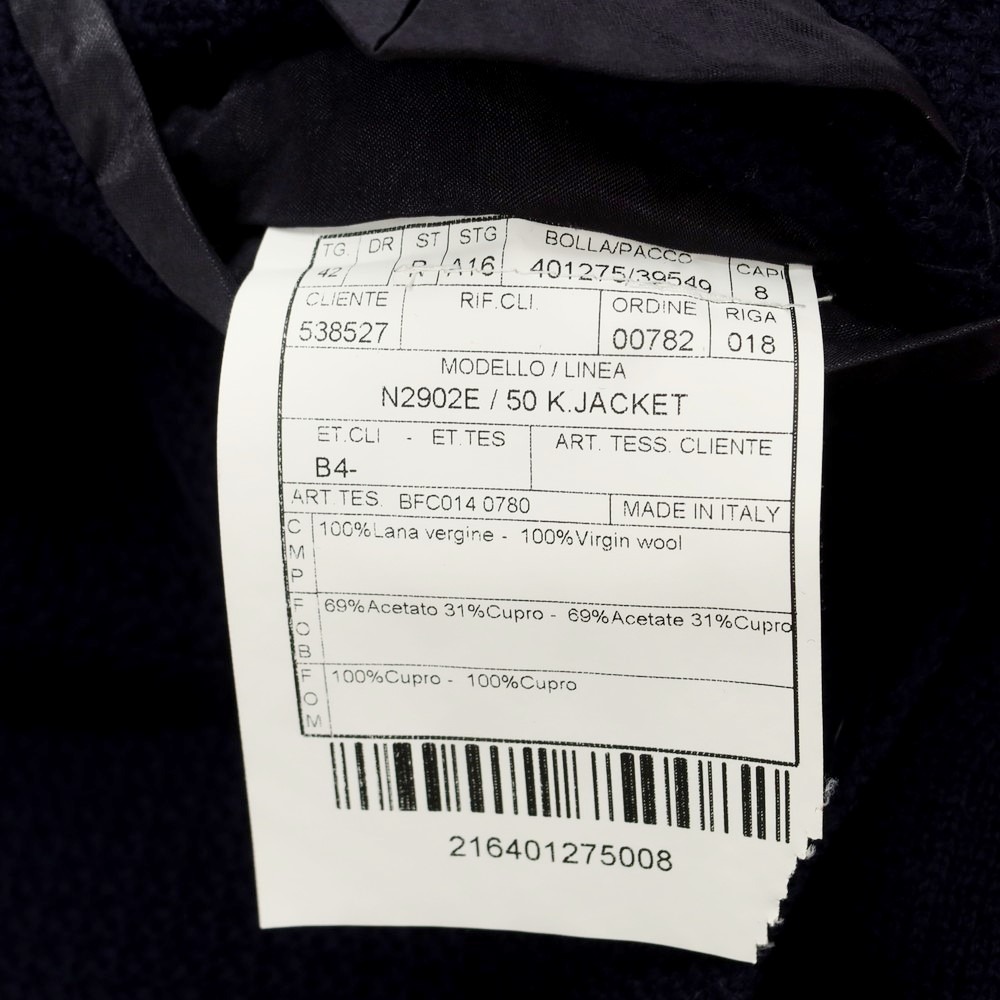 TG. DR ST STG BOLLA/PACCO CAPI
42 R A16 401275/39549 8
CLIENTE RIF.CLI. ORDINE RIGA
538527 00782 018
MODELLO / LINEA
N2902E / 50 K.JACKET
ET.CLI - ET.TES ART. TESS. CLIENTE
B4-
ART.TES. BFC014 0780 MADE IN ITALY
CMP 100%Lana vergine - 100%Virgin wool
FOB 69%Acetato 31%Cupro - 69%Acetate 31%Cupro
FOM 100%Cupro - 100%Cupro
216401275008